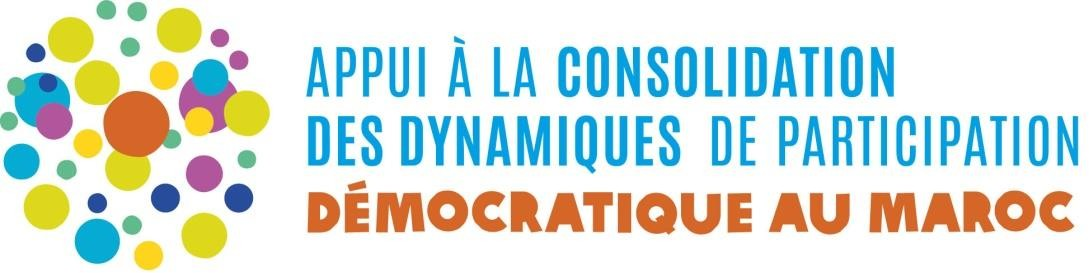 APPUI À LA CONSOLIDATION
DES DYNAMIQUES DE PARTICIPATION
DÉMOCRATIQUE AU MAROC